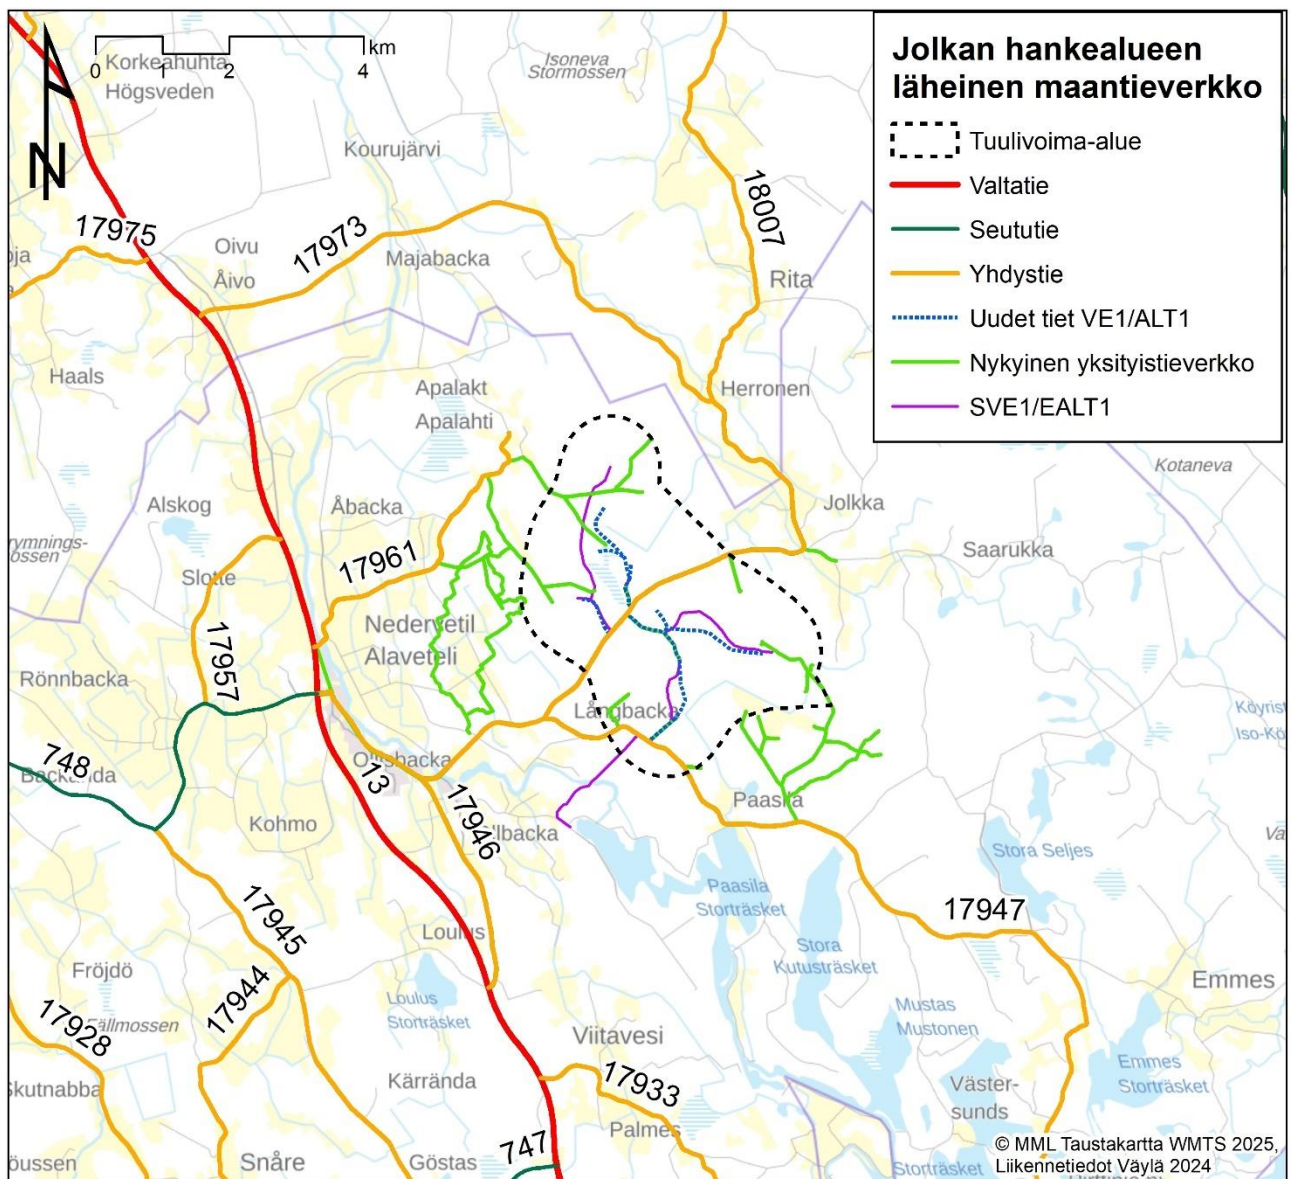 Jolkan hankealueen
läheinen maantieverkko
Tuulivoima-alue
Valtatie
Seututie
Yhdystie
Uudet tiet VE1/ALT1
Nykyinen yksityistieverkko
SVE1/EALT1
km
0 1 2 4
N
Korkeahuhta
Högsveden
Isoneva
Stormossen
Kourujärvi
17975
Oivu
Åivo
17973
Majabacka
18007
Rita
Haals
Apalakt
Apalahti
Herronen
Kotaneva
Alskog
Åbacka
Jolkka
Saarukka
17961
Slotte
17957
Nedervetil
Alaveteli
Rönnbacka
Långbacka
748
13
17946
Paasila
Kohmo
Stora Seljes
Paasila
Storträsket
17945
17947
Loulus
Stora
Kutusträsket
Fröjdö
17944
Emmes
Loulus
Storträsket
Fällmossen
17928
Mustas
Mustonen
Viitavesi
Emmes
Storträsket
Kärrända
17933
Väster-
sunds
Palmes
747
Snåre
Göstas
Storträsket
© MML Taustakartta WMTS 2025,
Liikennetiedot Väylä 2024